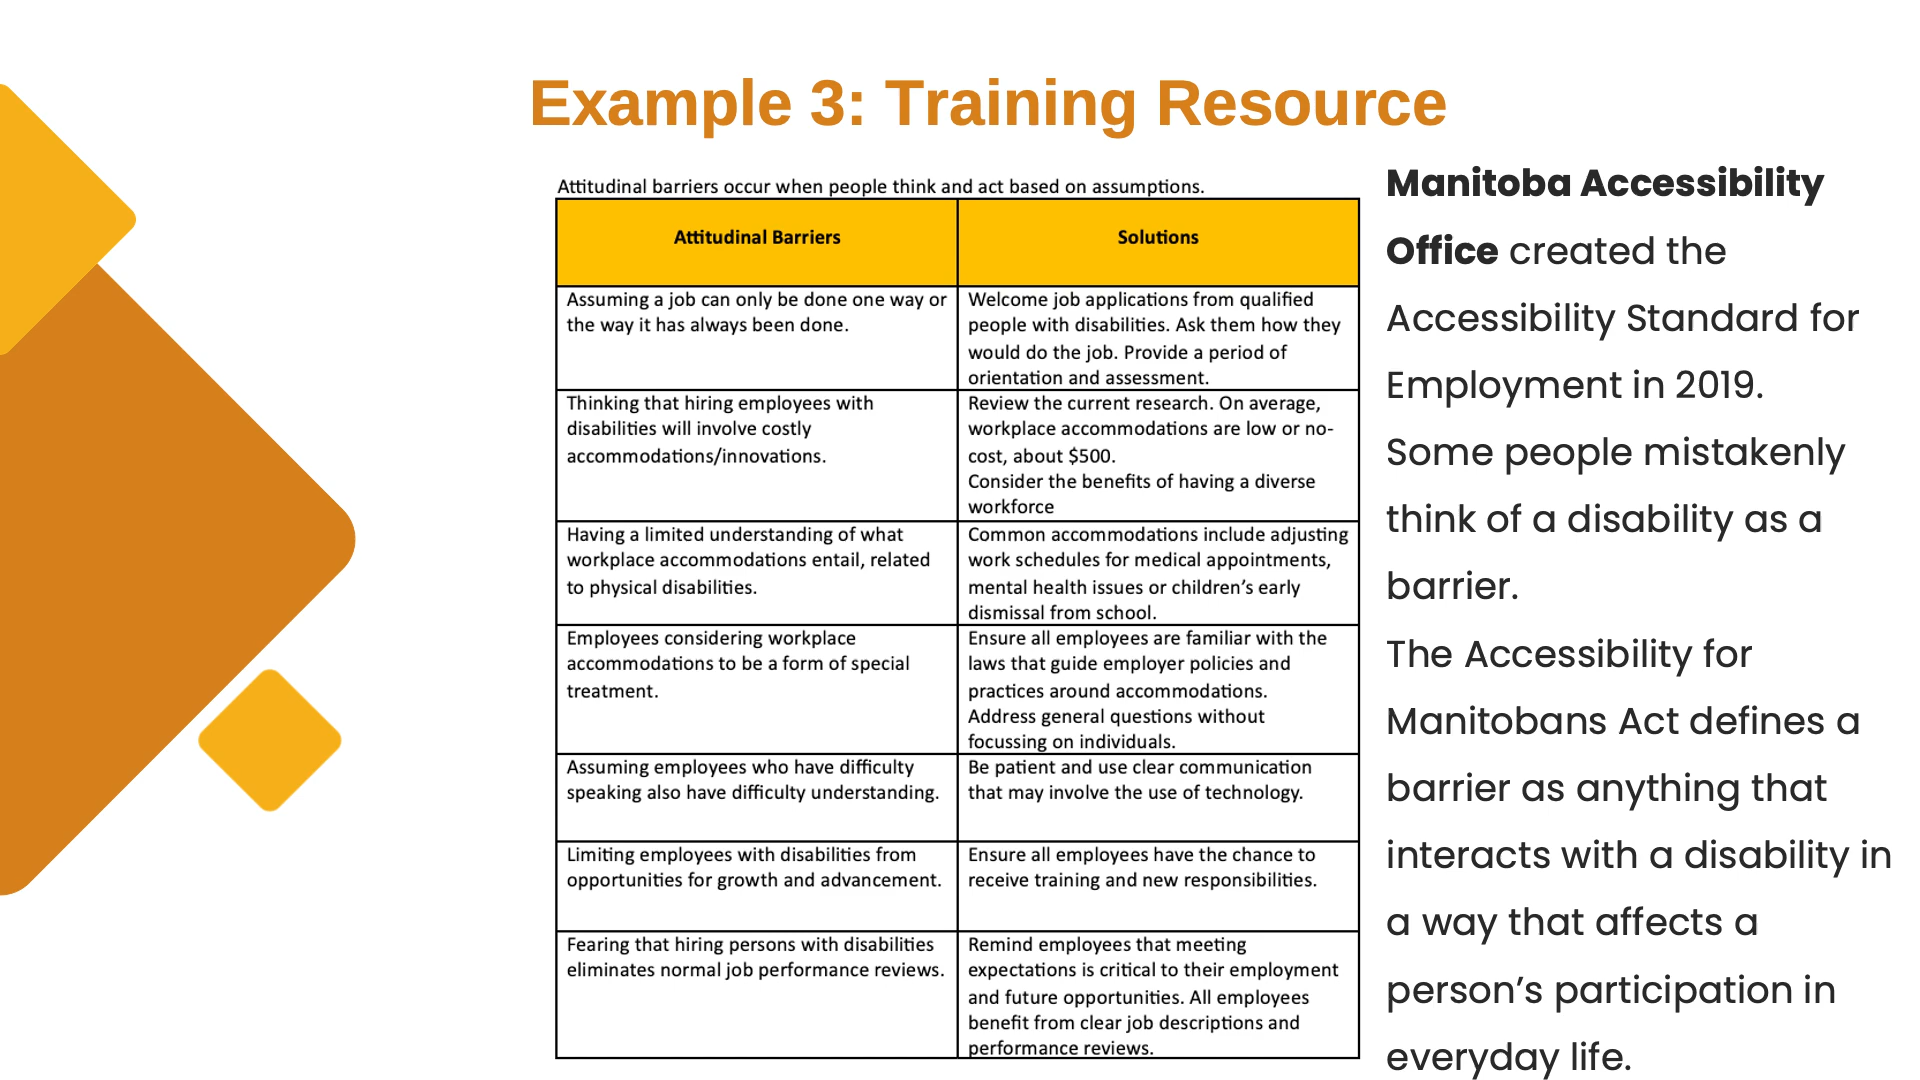 Example 3: Training Resource
Attitudinal barriers occur when people think and act based on assumptions.
Attitudinal Barriers
Solutions
Assuming a job can only be done one way or
the way it has always been done.
Welcome job applications from qualified
people with disabilities. Ask them how they
would do the job. Provide a period of
orientation and assessment.
Thinking that hiring employees with
disabilities will involve costly
accommodations/innovations.
Review the current research. On average,
workplace accommodations are low or no-
cost, about $500.
Consider the benefits of having a diverse
workforce
Having a limited understanding of what
workplace accommodations entail, related
to physical disabilities.
Common accommodations include adjusting
work schedules for medical appointments,
mental health issues or children’s early
dismissal from school.
Employees considering workplace
accommodations to be a form of special
treatment.
Ensure all employees are familiar with the
laws that guide employer policies and
practices around accommodations.
Address general questions without
focussing on individuals.
Assuming employees who have difficulty
speaking also have difficulty understanding.
Be patient and use clear communication
that may involve the use of technology.
Limiting employees with disabilities from
opportunities for growth and advancement.
Ensure all employees have the chance to
receive training and new responsibilities.
Fearing that hiring persons with disabilities
eliminates normal job performance reviews.
Remind employees that meeting
expectations is critical to their employment
and future opportunities. All employees
benefit from clear job descriptions and
performance reviews.
Manitoba Accessibility
Office created the
Accessibility Standard for
Employment in 2019.
Some people mistakenly
think of a disability as a
barrier.
The Accessibility for
Manitobans Act defines a
barrier as anything that
interacts with a disability in
a way that affects a
person’s participation in
everyday life.